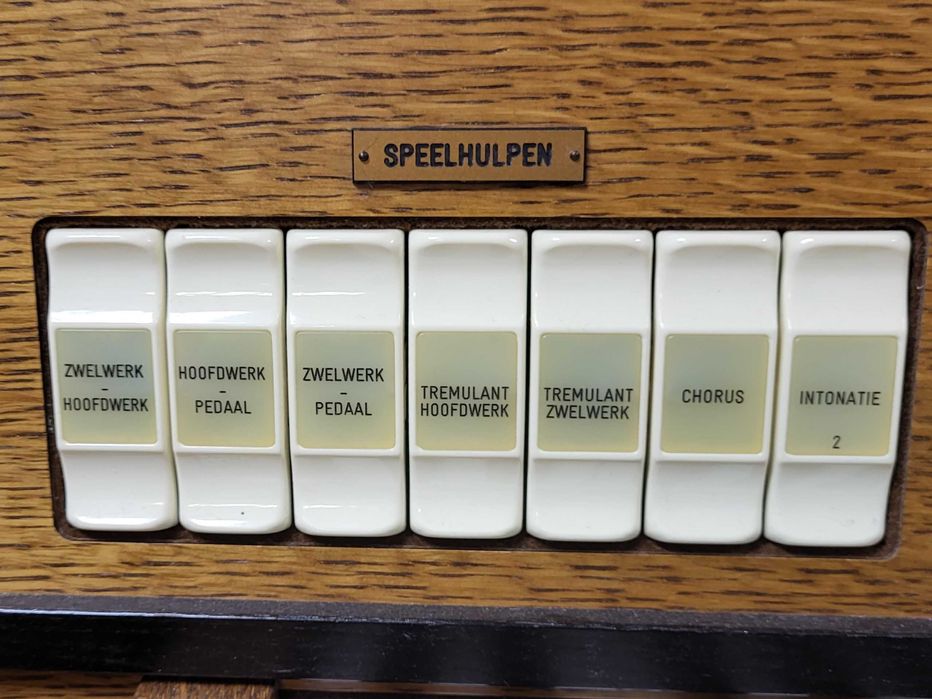 SPEELHULPEN
ZWELWERK
-
HOOFDWERK
HOOFDWERK
-
PEDAAL
ZWELWERK
-
PEDAAL
TREMULANT
HOOFDWERK
TREMULANT
ZWELWERK
CHORUS
INTONATIE
2